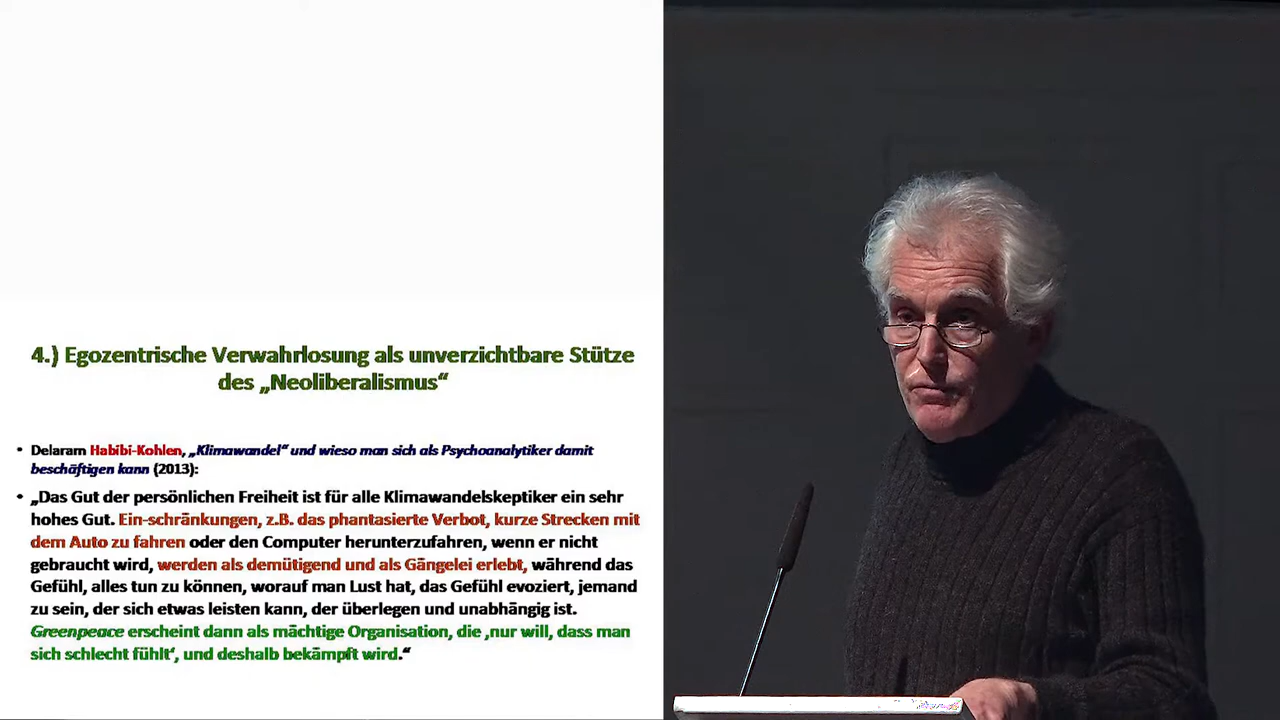 4.) Egozentrische Verwahrlosung als unverzichtbare Stütze
des „Neoliberalismus“
• Delaram Habibi-Kohlen, „Klimawandel“ und wieso man sich als Psychoanalytiker damit
beschäftigen kann (2013):
• „Das Gut der persönlichen Freiheit ist für alle Klimawandelskeptiker ein sehr
hohes Gut. Ein-schränkungen, z.B. das phantasierte Verbot, kurze Strecken mit
dem Auto zu fahren oder den Computer herunterzufahren, wenn er nicht
gebraucht wird, werden als demütigend und als Gängelei erlebt, während das
Gefühl, alles tun zu können, worauf man Lust hat, das Gefühl evoziert, jemand
zu sein, der sich etwas leisten kann, der überlegen und unabhängig ist.
Greenpeace erscheint dann als mächtige Organisation, die ‚nur will, dass man
sich schlecht fühlt‘, und deshalb bekämpft wird.“